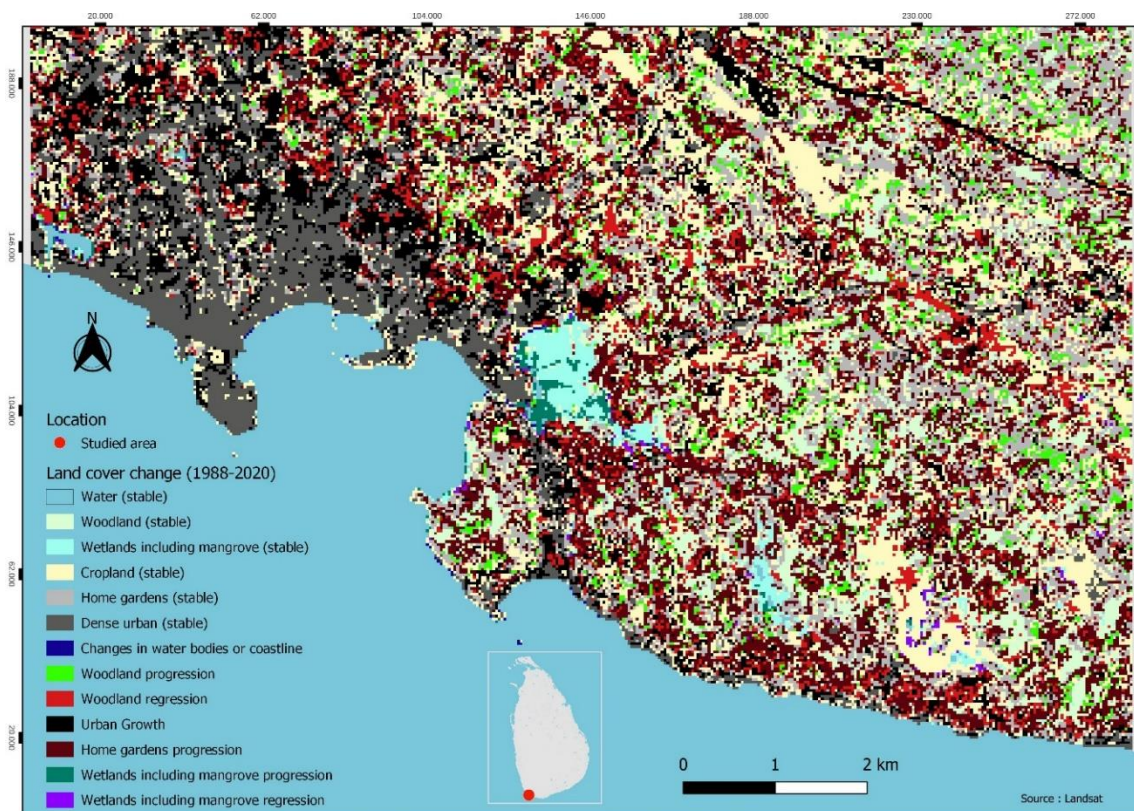 20.000 62.000 104.000 146.000 188.000 230.000 272.000
188.000
146.000
104.000
62.000
20.000
N
Location
Studied area
Land cover change (1988-2020)
Water (stable)
Woodland (stable)
Wetlands including mangrove (stable)
Cropland (stable)
Home gardens (stable)
Dense urban (stable)
Changes in water bodies or coastline
Woodland progression
Woodland regression
Urban Growth
Home gardens progression
Wetlands including mangrove progression
Wetlands including mangrove regression
0 1 2 km
Source : Landsat